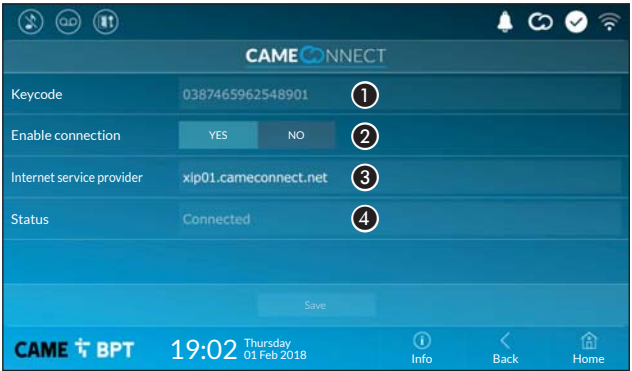 CAMECONNECT
Keycode 0387465962548901 1
Enable connection YES NO 2
Internet service provider xip01.cameconnect.net 3
Status Connected 4
Save
CAME BPT 19:02 Thursday
01 Feb 2018
Info Back Home